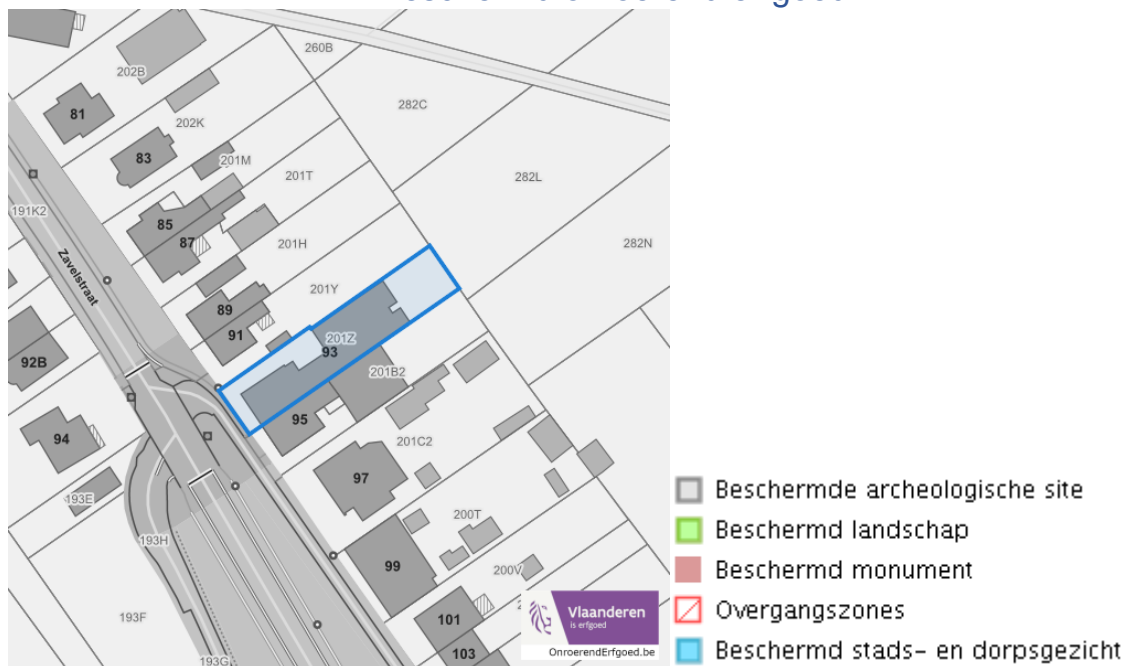 260B
202B
282C
81
202K
83
201M
201T
282L
191K2
85
87
201H
282N
Zavelstraat
201Y
89
91
201Z
93
92B
201B2
95
94
201C2
97
193E
200T
193H
99
200V
193F
101
103
193G
Vlaanderen
is erfgoed
OnroerendErfgoed.be
Beschermde archeologische site
Beschermd landschap
Beschermd monument
Overgangszones
Beschermd stads- en dorpsgezicht